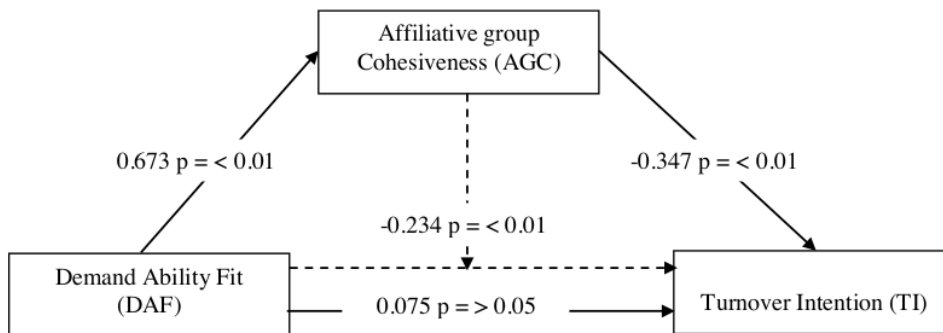 Affiliative group
Cohesiveness (AGC)
0.673 p = < 0.01
-0.347 p = < 0.01
-0.234 p = < 0.01
Demand Ability Fit
(DAF)
0.075 p = > 0.05
Turnover Intention (TI)